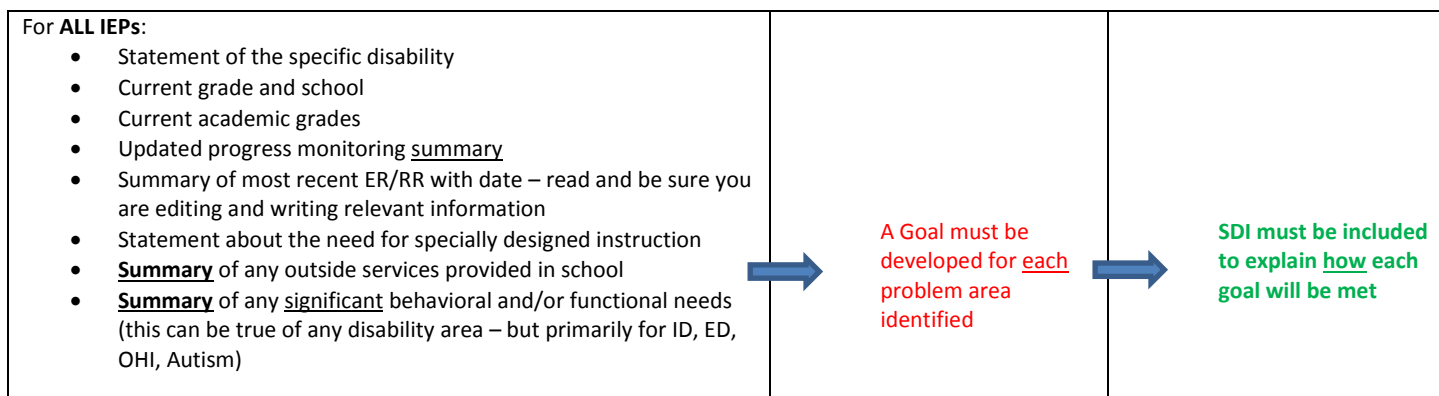 For ALL IEPs:
• Statement of the specific disability
• Current grade and school
• Current academic grades
• Updated progress monitoring summary
• Summary of most recent ER/RR with date – read and be sure you
are editing and writing relevant information
• Statement about the need for specially designed instruction
• Summary of any outside services provided in school
• Summary of any significant behavioral and/or functional needs
(this can be true of any disability area – but primarily for ID, ED,
OHI, Autism)
A Goal must be
developed for each
problem area
identified
SDI must be included
to explain how each
goal will be met